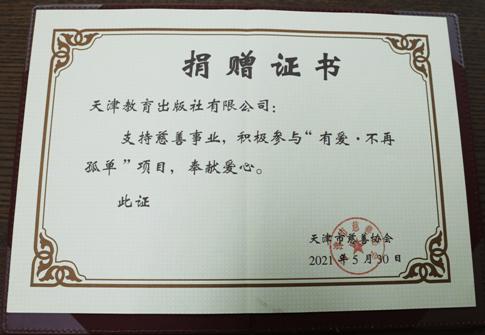 捐赠证书
天津教育出版社有限公司：
支持慈善事业，积极参与“有爱·不再
孤单”项目，奉献爱心。
此证
天津市慈善协会
2021年5月30日